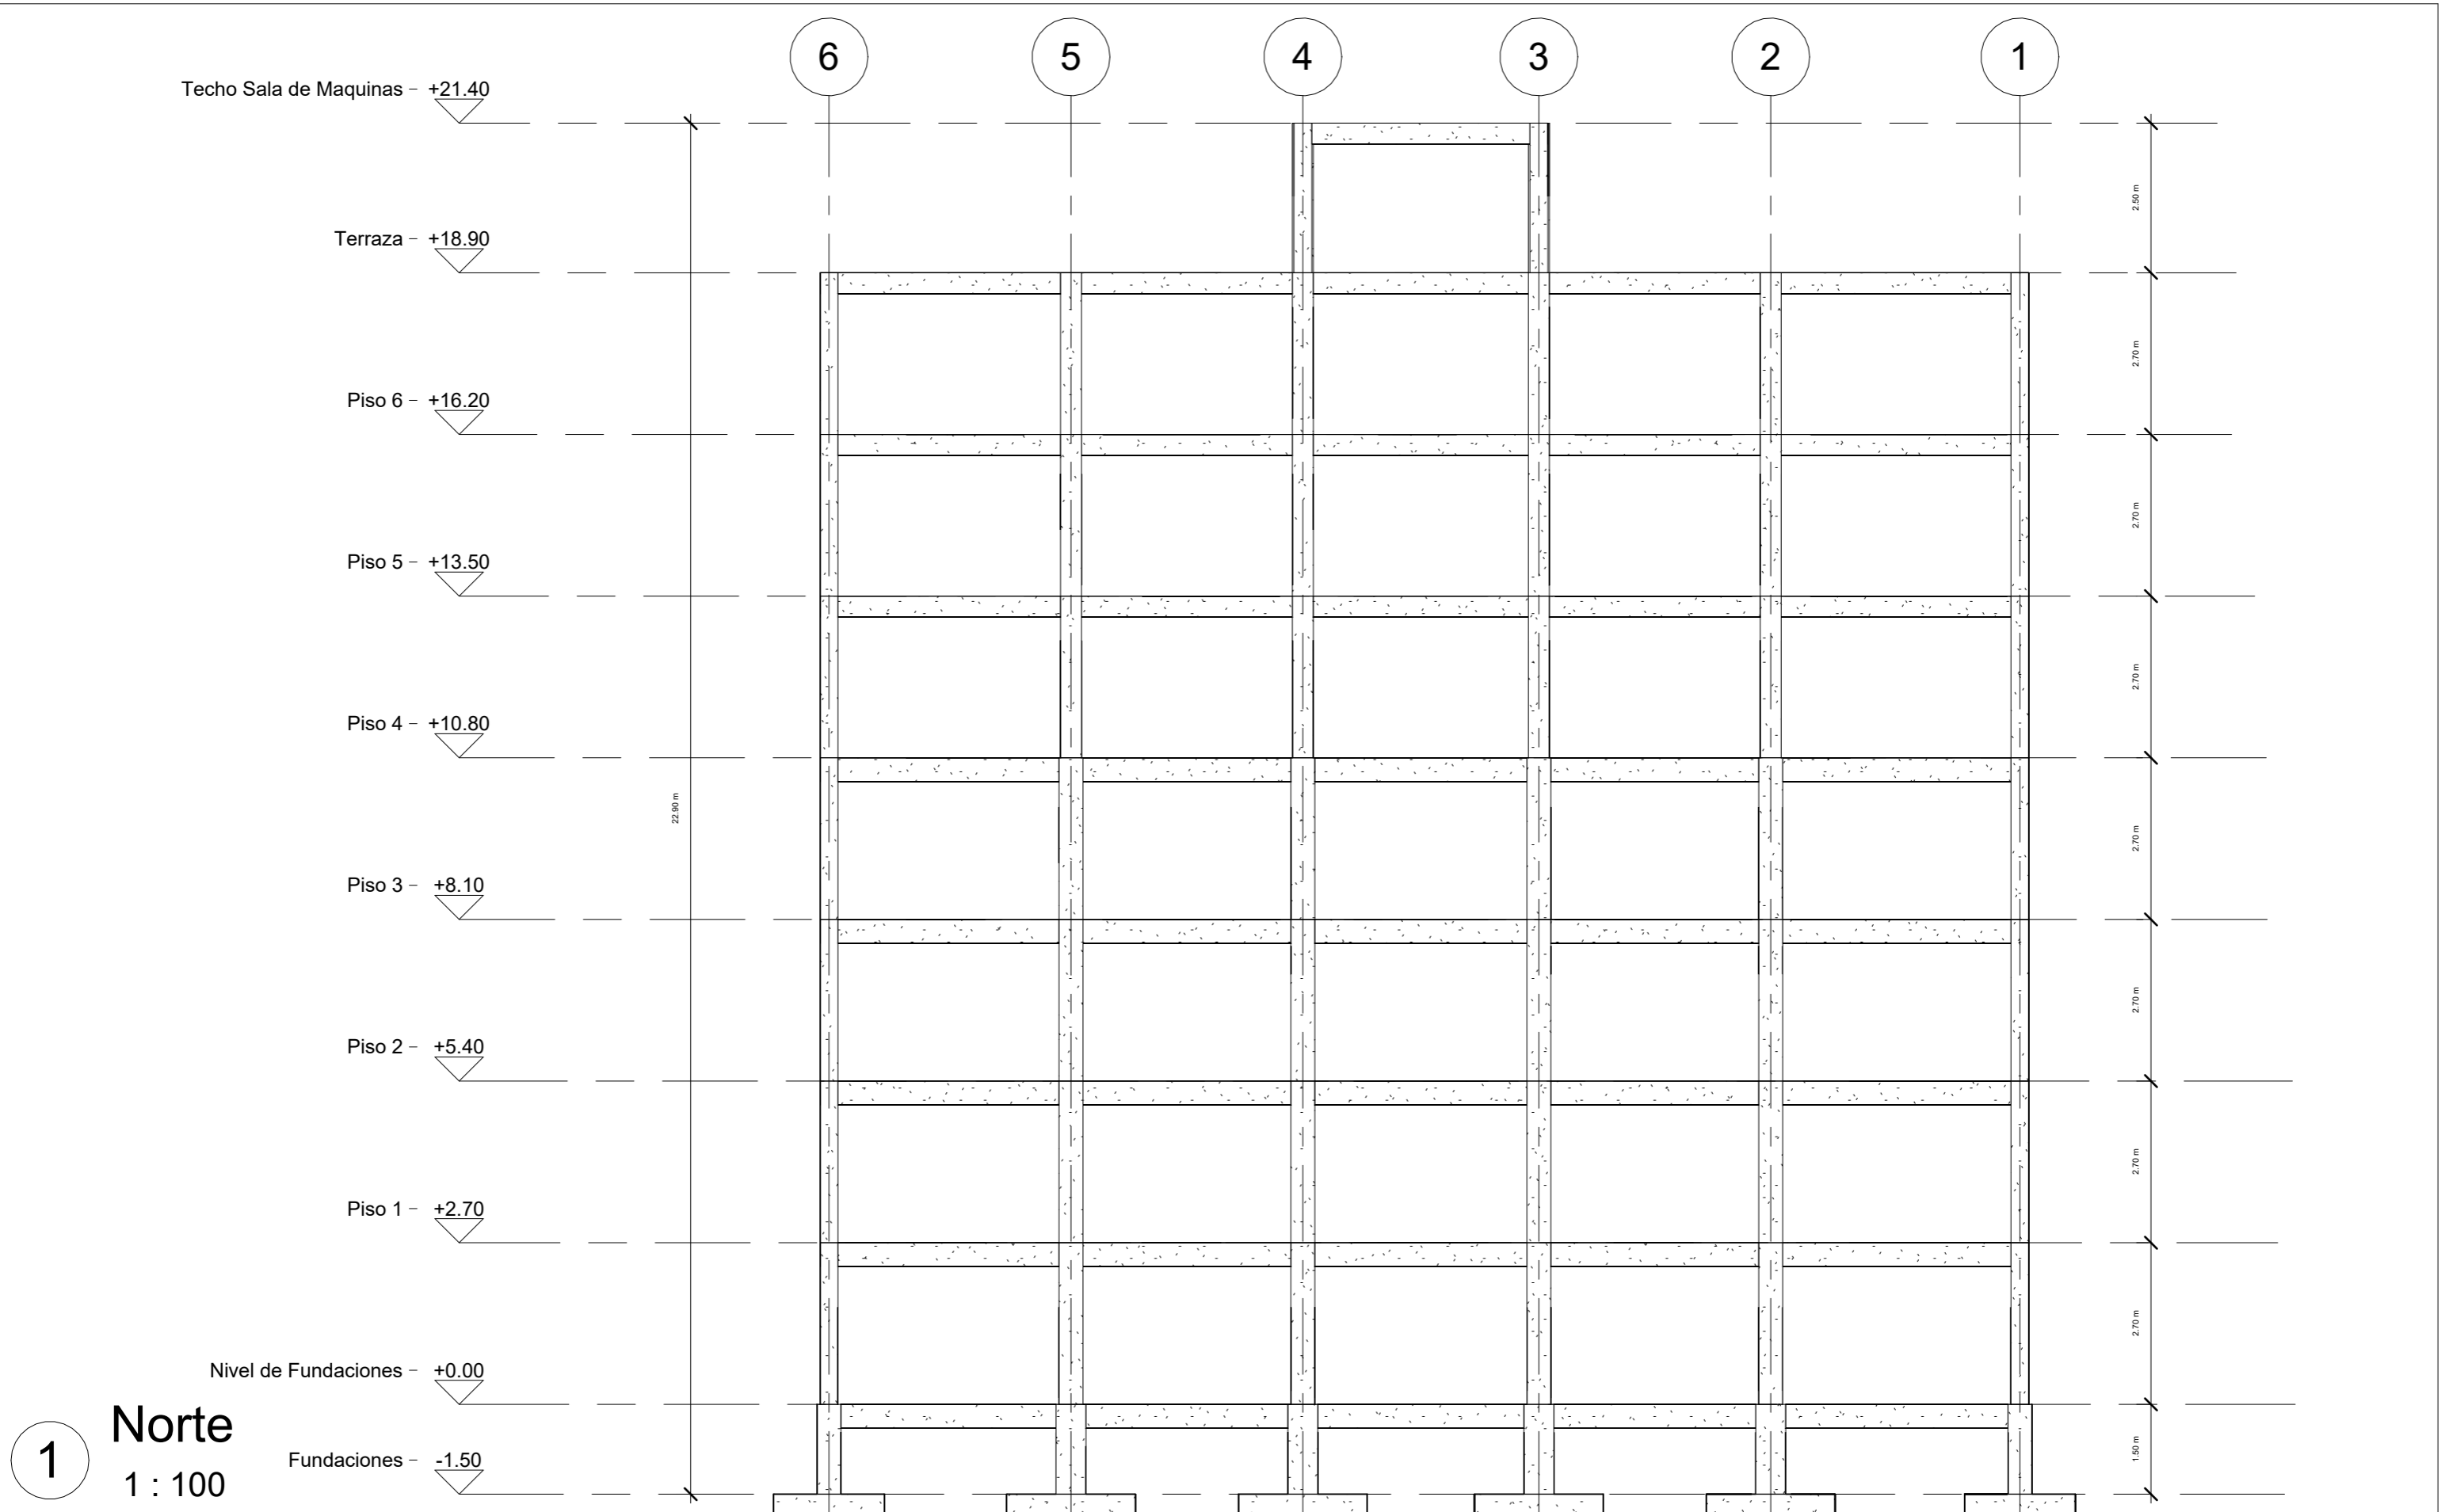 6 5 4 3 2 1
Techo Sala de Maquinas +21.40
2.50 m
Terraza +18.90
2.70 m
Piso 6 +16.20
2.70 m
Piso 5 +13.50
2.70 m
Piso 4 +10.80
22.90 m
2.70 m
Piso 3 +8.10
2.70 m
Piso 2 +5.40
2.70 m
Piso 1 +2.70
2.70 m
Nivel de Fundaciones +0.00
1 Norte
1 : 100
Fundaciones -1.50
1.50 m